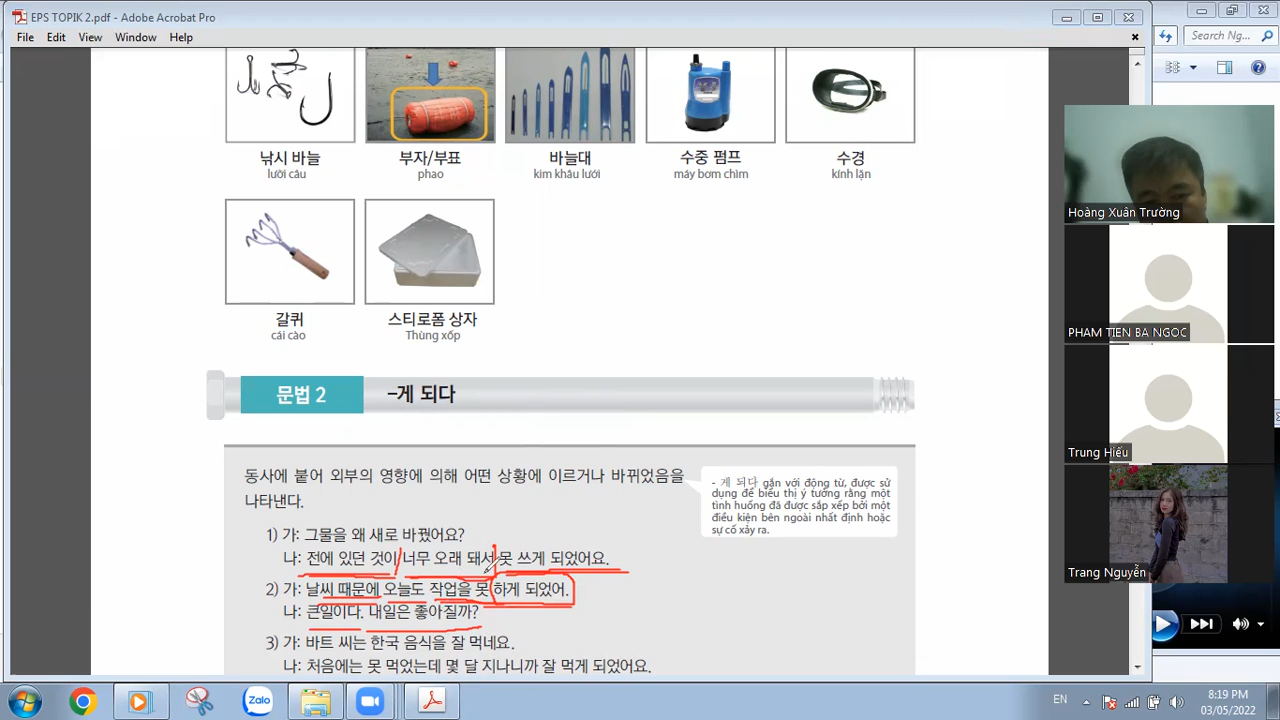 EPS TOPIK 2.pdf - Adobe Acrobat Pro
File Edit View Window Help
Search Ng...
낚시 바늘
lưỡi câu
부자/부표
phao
바늘대
kim khâu lưới
수중 펌프
máy bơm chìm
수경
kính lặn
갈퀴
cái cào
스티로폼 상자
Thùng xốp
문법 2
-게 되다
동사에 붙어 외부의 영향에 의해 어떤 상황에 이르거나 바뀌었음을
나타낸다.
- 게 되다 gắn với động từ, được sử
dụng để biểu thị ý tưởng rằng một
tình huống đã được sắp xếp bởi một
điều kiện bên ngoài nhất định hoặc
sự cố xảy ra.
1) 가: 그물을 왜 새로 바꿨어요?
나: 전에 있던 것이 너무 오래 돼서 못 쓰게 되었어요.
2) 가: 날씨 때문에 오늘도 작업을 못 하게 되었어.
나: 큰일이다. 내일은 좋아질까?
3) 가: 바트 씨는 한국 음식을 잘 먹네요.
나: 처음에는 못 먹었는데 몇 달 지나니까 잘 먹게 되었어요.
Hoàng Xuân Trường
PHAM TIEN BA NGOC
Trung Hiếu
Trang Nguyễn
Zalo
EN
8:19 PM
03/05/2022